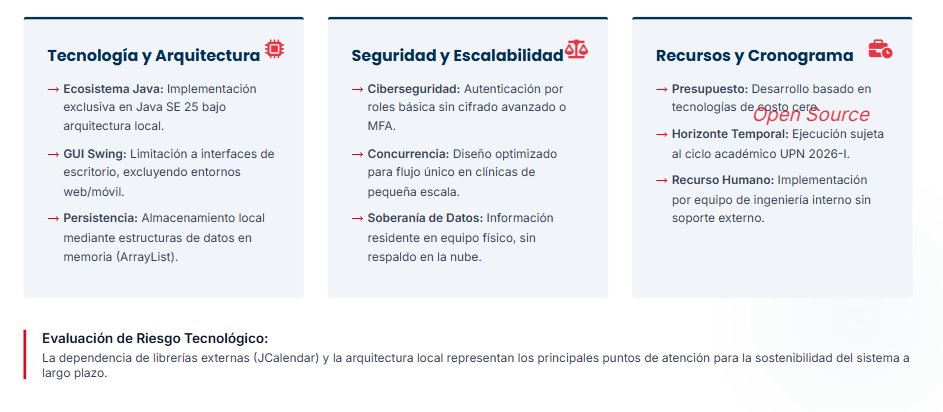 Tecnología y Arquitectura
→ Ecosistema Java: Implementación
exclusiva en Java SE 25 bajo
arquitectura local.
→ GUI Swing: Limitación a interfaces de
escritorio, excluyendo entornos
web/móvil.
→ Persistencia: Almacenamiento local
mediante estructuras de datos en
memoria (ArrayList).
Seguridad y Escalabilidad
→ Ciberseguridad: Autenticación por
roles básica sin cifrado avanzado o
MFA.
→ Concurrencia: Diseño optimizado
para flujo único en clínicas de
pequeña escala.
→ Soberanía de Datos: Información
residente en equipo físico, sin
respaldo en la nube.
Recursos y Cronograma
→ Presupuesto: Desarrollo basado en
tecnologías de costo cero.
Open Source
→ Horizonte Temporal: Ejecución sujeta
al ciclo académico UPN 2026-I.
→ Recurso Humano: Implementación
por equipo de ingeniería interno sin
soporte externo.
Evaluación de Riesgo Tecnológico:
La dependencia de librerías externas (JCalendar) y la arquitectura local representan los principales puntos de atención para la sostenibilidad del sistema a
largo plazo.